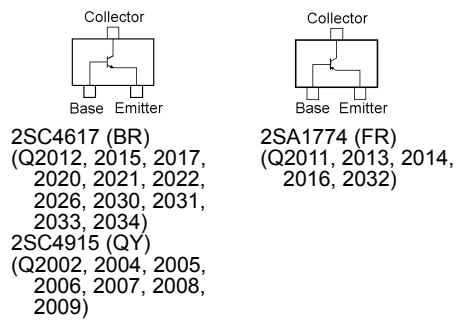 Collector
Base Emitter
2SC4617 (BR)
(Q2012, 2015, 2017,
2020, 2021, 2022,
2026, 2030, 2031,
2033, 2034)
2SC4915 (QY)
(Q2002, 2004, 2005,
2006, 2007, 2008,
2009)
Collector
Base Emitter
2SA1774 (FR)
(Q2011, 2013, 2014,
2016, 2032)